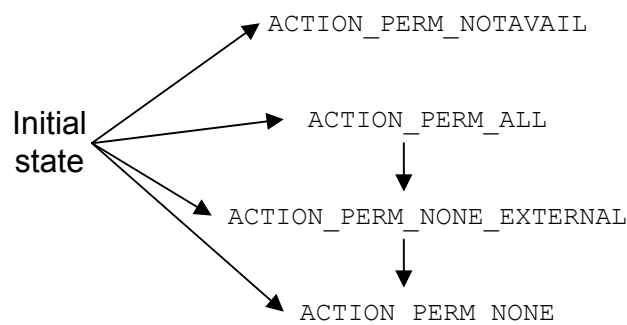 ACTION_PERM_NOTAVAIL
Initial
state
ACTION_PERM_ALL
ACTION_PERM_NONE_EXTERNAL
ACTION_PERM_NONE